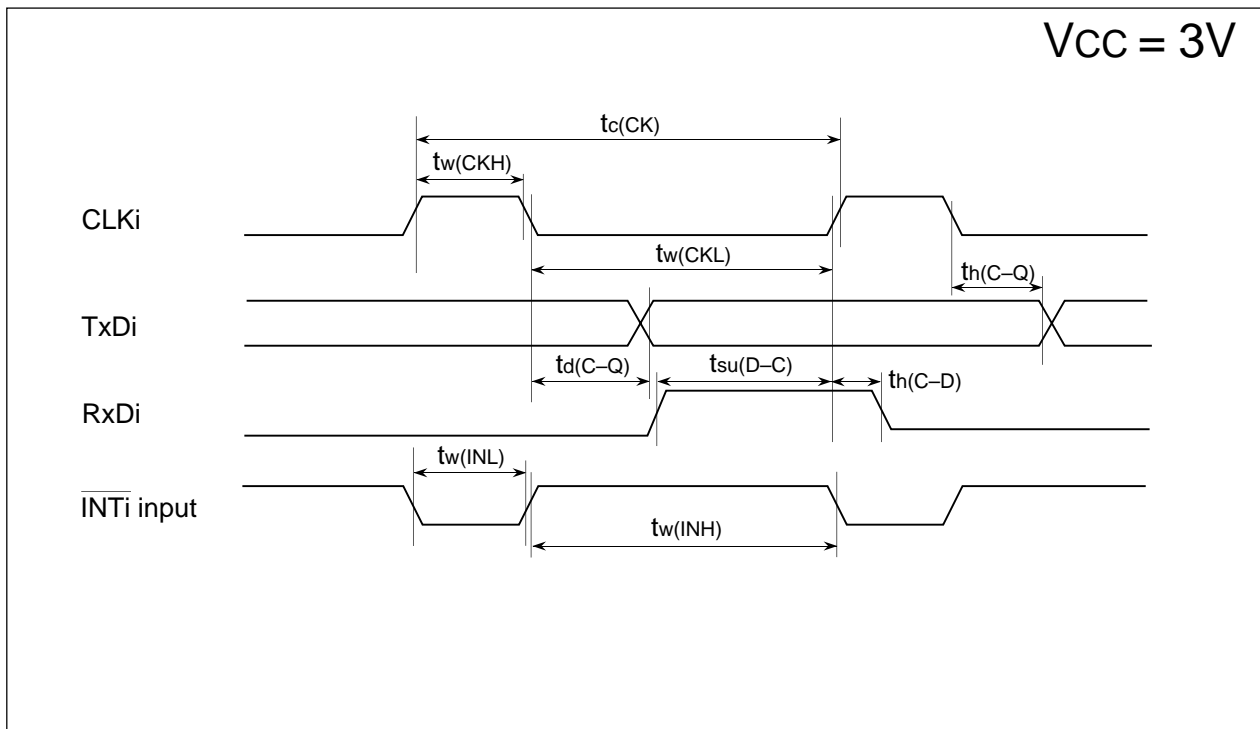 VCC = 3V
tc(CK)
tw(CKH)
CLKi
tw(CKL)
th(C–Q)
TxDi
td(C–Q)
tsu(D–C)
th(C–D)
RxDi
tw(INL)
INTi input
tw(INH)